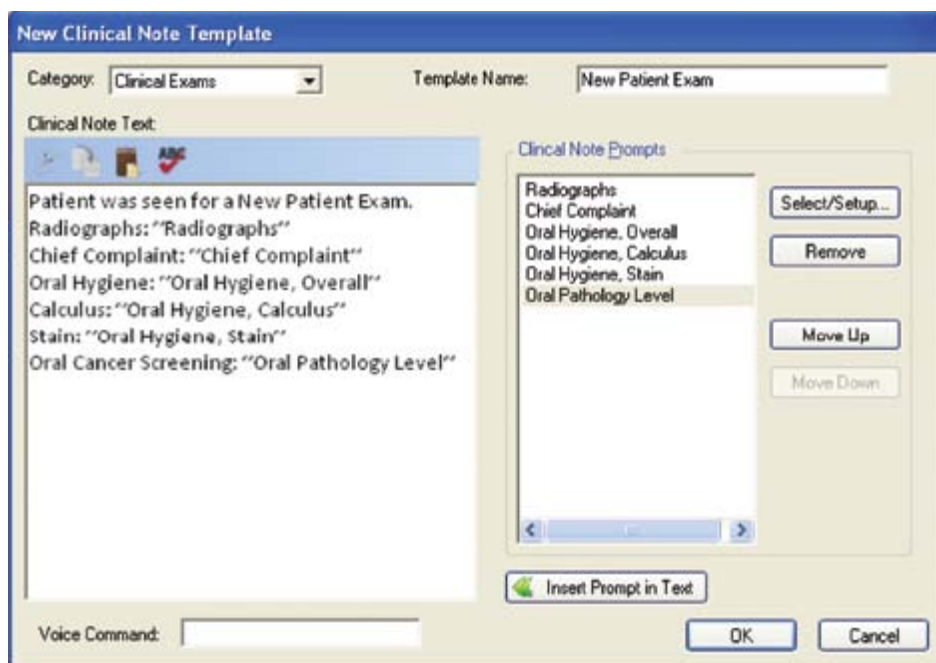 New Clinical Note Template
Category: Clinical Exams
Template Name: New Patient Exam
Clinical Note Text:
ABC
Patient was seen for a New Patient Exam.
Radiographs: "Radiographs"
Chief Complaint: "Chief Complaint"
Oral Hygiene: "Oral Hygiene, Overall"
Calculus: "Oral Hygiene, Calculus"
Stain: "Oral Hygiene, Stain"
Oral Cancer Screening: "Oral Pathology Level"
Clincal Note Prompts
Radiographs
Chief Complaint
Oral Hygiene, Overall
Oral Hygiene, Calculus
Oral Hygiene, Stain
Oral Pathology Level
Select/Setup...
Remove
Move Up
Move Down
Insert Prompt in Text
Voice Command:
OK
Cancel